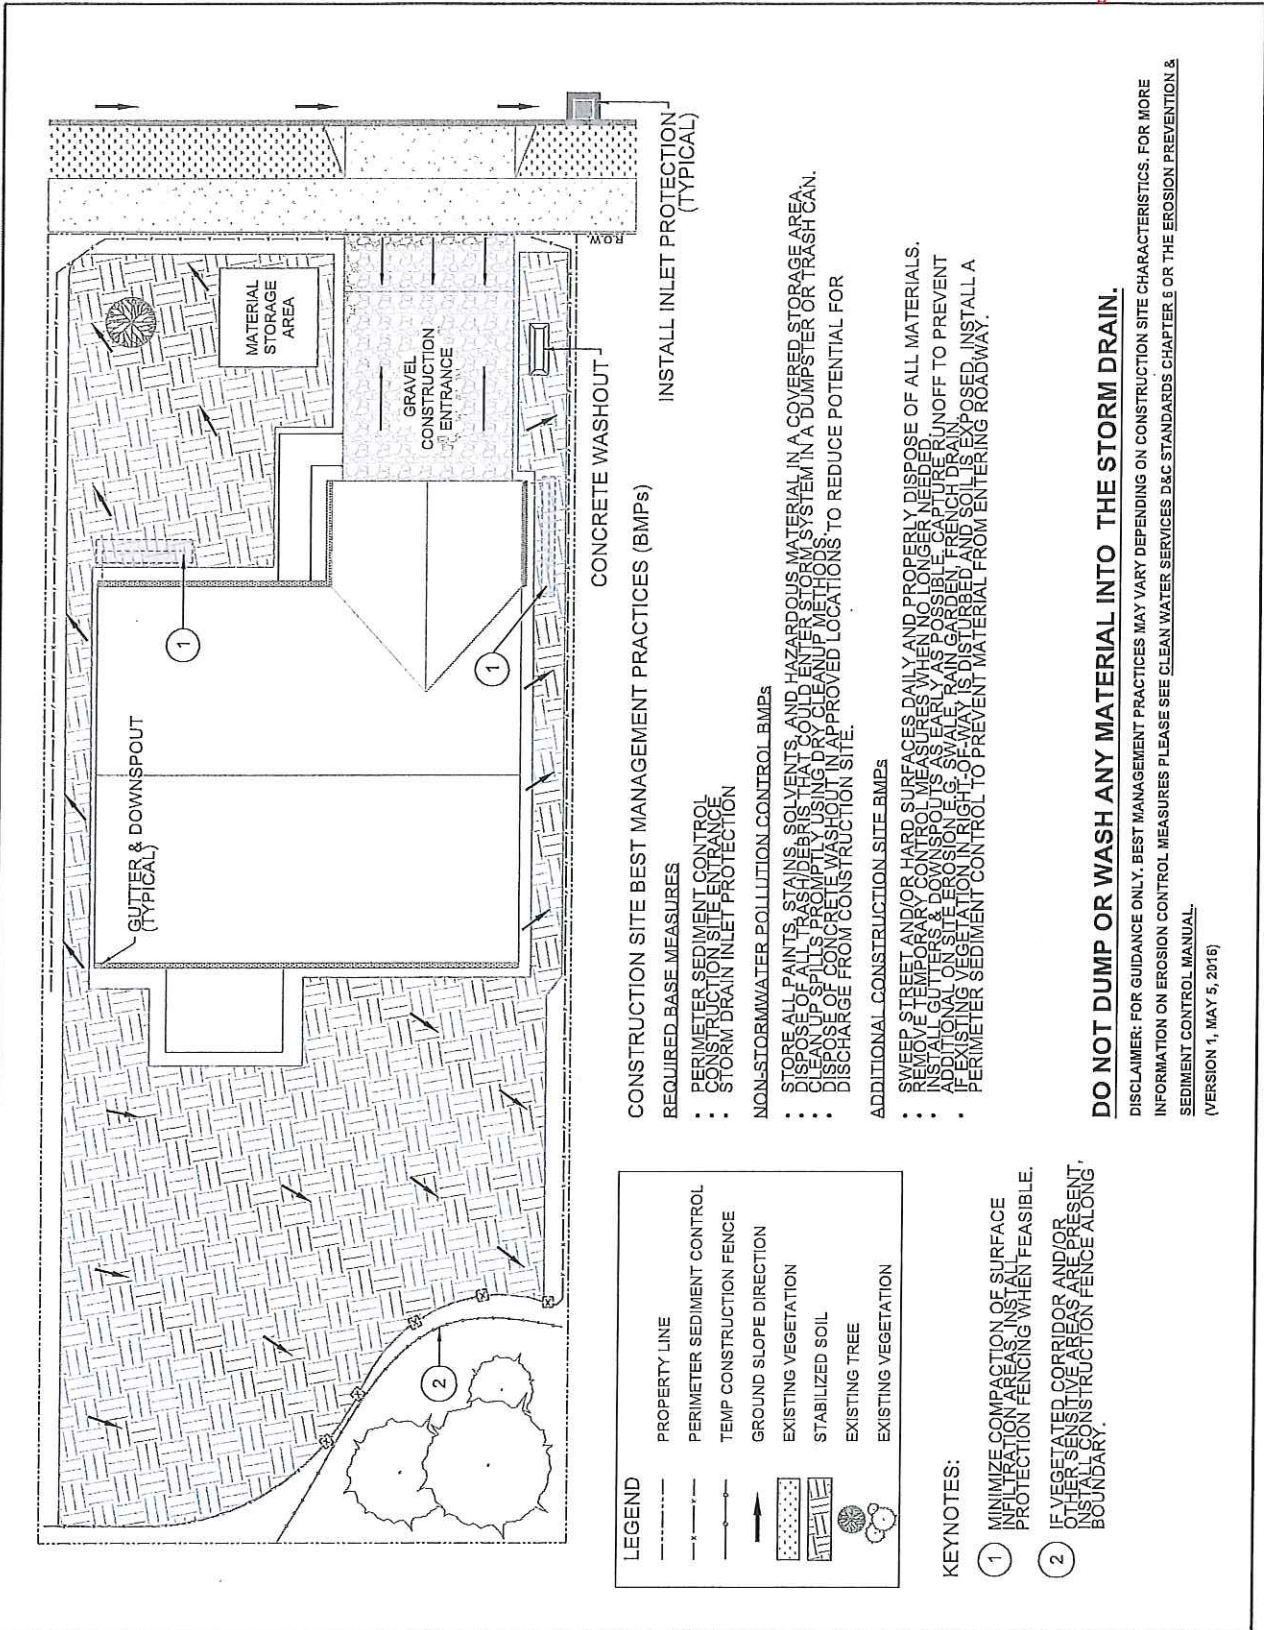 GUTTER & DOWNSPOUT
(TYPICAL)
1
1
2
MATERIAL
STORAGE
AREA
GRAVEL
CONSTRUCTION
ENTRANCE
R.O.W.
CONCRETE WASHOUT
INSTALL INLET PROTECTION
(TYPICAL)
LEGEND
PROPERTY LINE
PERIMETER SEDIMENT CONTROL
TEMP CONSTRUCTION FENCE
GROUND SLOPE DIRECTION
EXISTING VEGETATION
STABILIZED SOIL
EXISTING TREE
EXISTING VEGETATION
KEYNOTES:
1 MINIMIZE COMPACTION OF SURFACE
INFILTRATION AREAS. INSTALL
PROTECTION FENCING WHEN FEASIBLE.
2 IF VEGETATED CORRIDOR AND/OR
OTHER SENSITIVE AREAS ARE PRESENT,
INSTALL CONSTRUCTION FENCE ALONG
BOUNDARY.
CONSTRUCTION SITE BEST MANAGEMENT PRACTICES (BMPs)
REQUIRED BASE MEASURES
• PERIMETER SEDIMENT CONTROL
• CONSTRUCTION SITE ENTRANCE
• STORM DRAIN INLET PROTECTION
NON-STORMWATER POLLUTION CONTROL BMPs
• STORE ALL PAINTS, STAINS, SOLVENTS, AND HAZARDOUS MATERIAL IN A COVERED STORAGE AREA.
• DISPOSE OF ALL TRASH/DEBRIS THAT COULD ENTER STORM SYSTEM IN A DUMPSTER OR TRASH CAN.
• CLEAN UP SPILLS PROMPTLY USING DRY CLEANUP METHODS.
• DISPOSE OF CONCRETE WASHOUT IN APPROVED LOCATIONS TO REDUCE POTENTIAL FOR
DISCHARGE FROM CONSTRUCTION SITE.
ADDITIONAL CONSTRUCTION SITE BMPs
• SWEEP STREET AND/OR HARD SURFACES DAILY AND PROPERLY DISPOSE OF ALL MATERIALS.
• REMOVE TEMPORARY CONTROL MEASURES WHEN NO LONGER NEEDED.
• INSTALL GUTTERS & DOWNSPOUTS AS EARLY AS POSSIBLE. CAPTURE RUNOFF TO PREVENT
ADDITIONAL ON SITE EROSION E.G. SWALE, RAIN GARDEN, FRENCH DRAIN.
• IF EXISTING VEGETATION IN RIGHT-OF-WAY IS DISTURBED, AND SOIL IS EXPOSED, INSTALL A
PERIMETER SEDIMENT CONTROL TO PREVENT MATERIAL FROM ENTERING ROADWAY.
DO NOT DUMP OR WASH ANY MATERIAL INTO THE STORM DRAIN.
DISCLAIMER: FOR GUIDANCE ONLY. BEST MANAGEMENT PRACTICES MAY VARY DEPENDING ON CONSTRUCTION SITE CHARACTERISTICS. FOR MORE
INFORMATION ON EROSION CONTROL MEASURES PLEASE SEE CLEAN WATER SERVICES D&C STANDARDS CHAPTER 6 OR THE EROSION PREVENTION &
SEDIMENT CONTROL MANUAL.
(VERSION 1, MAY 5, 2016)